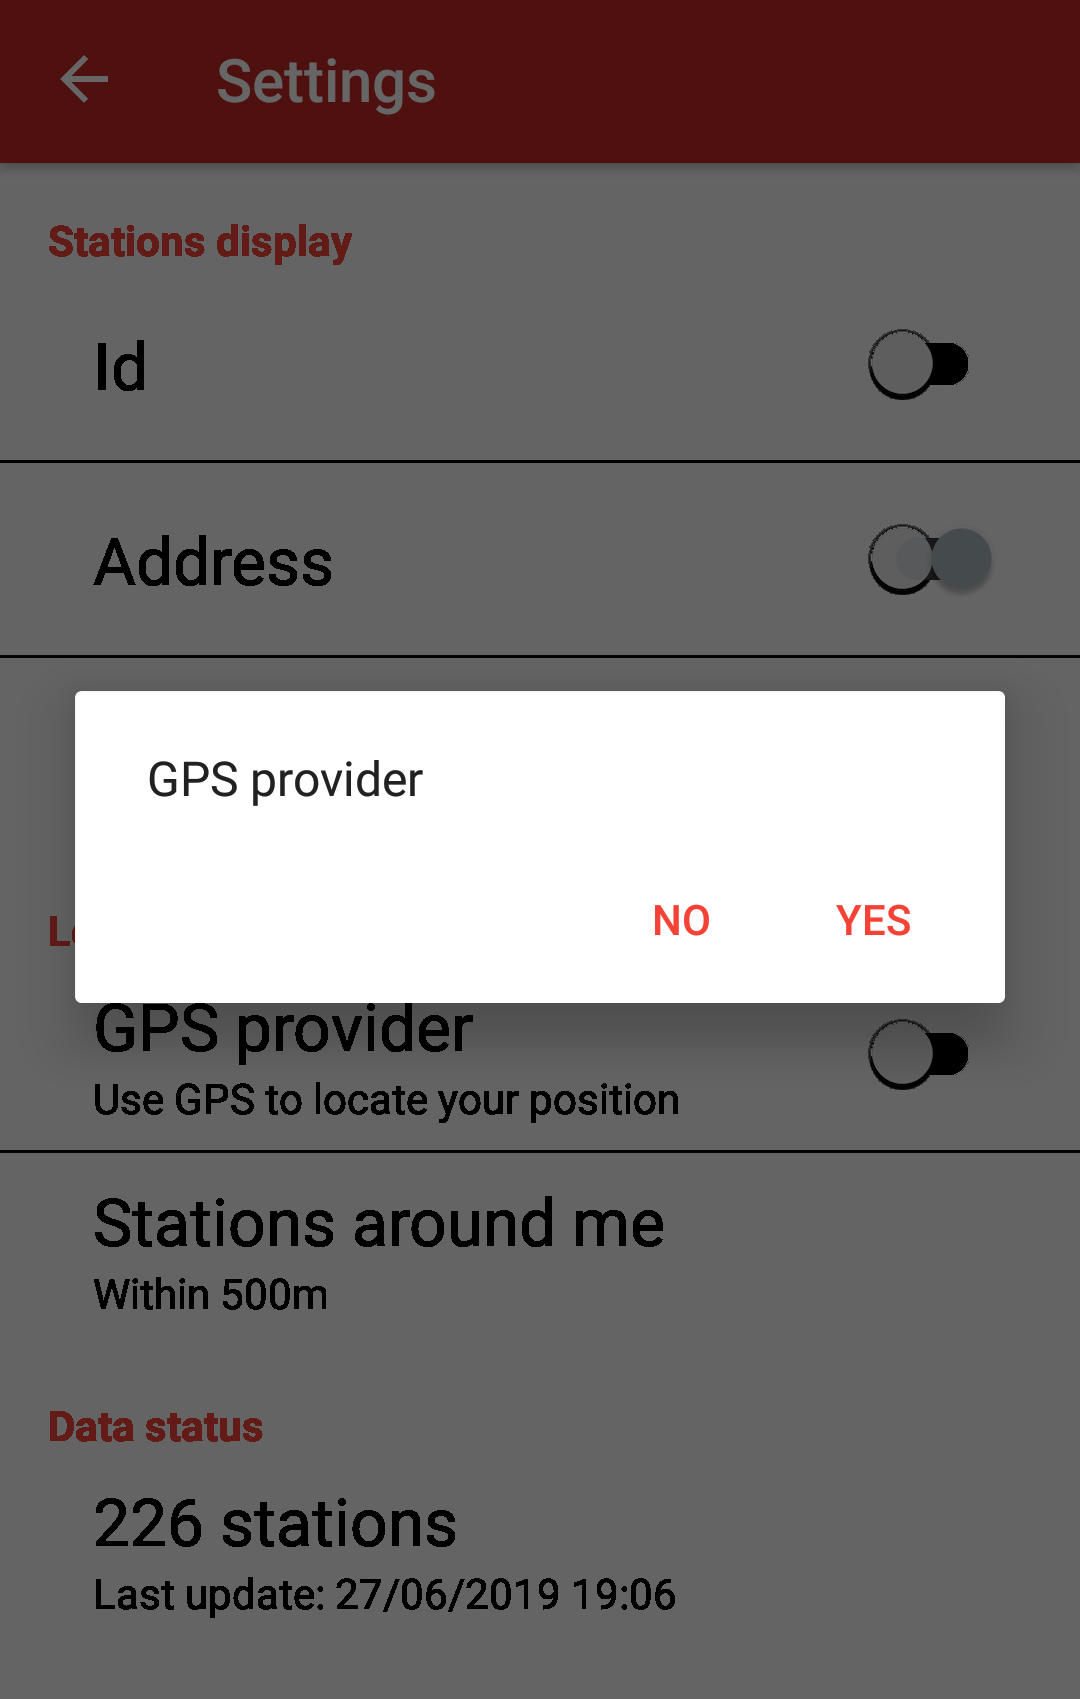 Settings
Stations display
Id
Address
GPS provider
NO YES
GPS provider
Use GPS to locate your position
Stations around me
Within 500m
Data status
226 stations
Last update: 27/06/2019 19:06